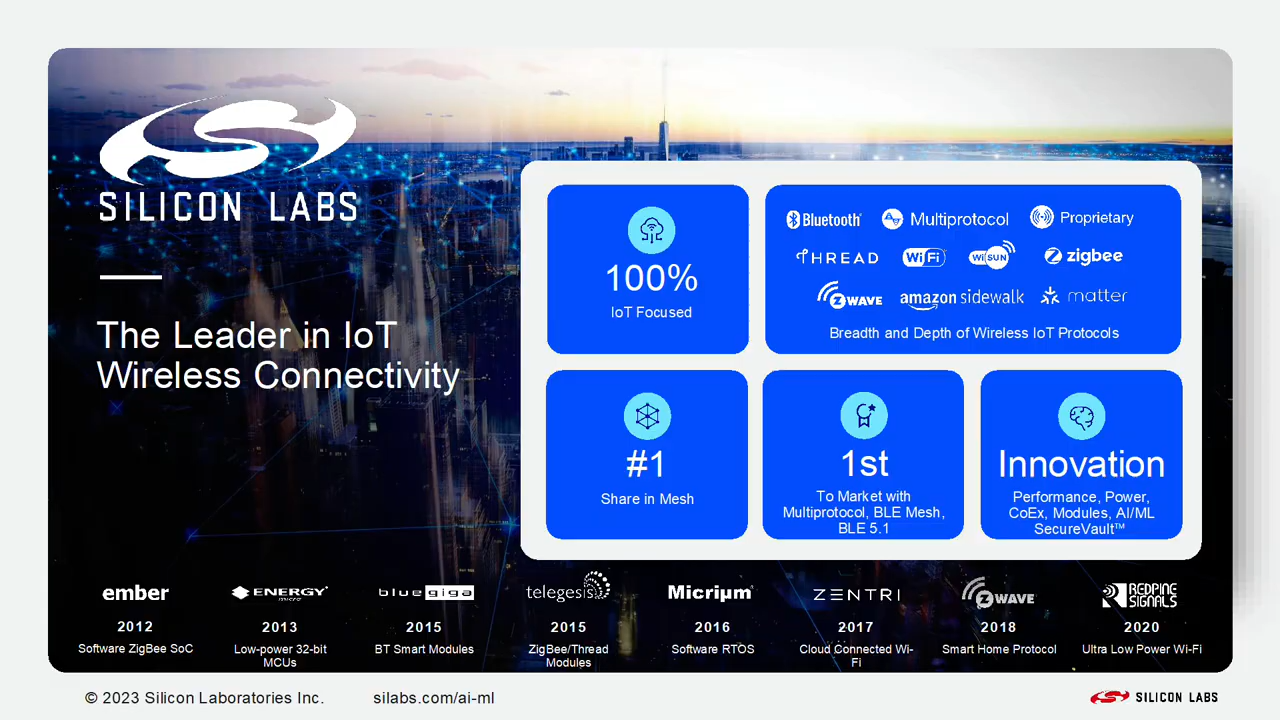 SILICON LABS
The Leader in IoT
Wireless Connectivity
100%
IoT Focused
Bluetooth®
Multiprotocol
Proprietary
THREAD
WiFi
WiSUN
zigbee
Z WAVE
amazon sidewalk
matter
Breadth and Depth of Wireless IoT Protocols
#1
Share in Mesh
1st
To Market with
Multiprotocol, BLE Mesh,
BLE 5.1
Innovation
Performance, Power,
CoEx, Modules, AI/ML
SecureVault™
ember
2012
Software ZigBee SoC
ENERGY
micro
2013
Low-power 32-bit
MCUs
bluegiga
2015
BT Smart Modules
telegesis
2015
ZigBee/Thread
Modules
Micriµm
2016
Software RTOS
ZENTRI
2017
Cloud Connected Wi-
Fi
Z WAVE
2018
Smart Home Protocol
REDPINE
SIGNALS
2020
Ultra Low Power Wi-Fi
© 2023 Silicon Laboratories Inc.
silabs.com/ai-ml
SILICON LABS